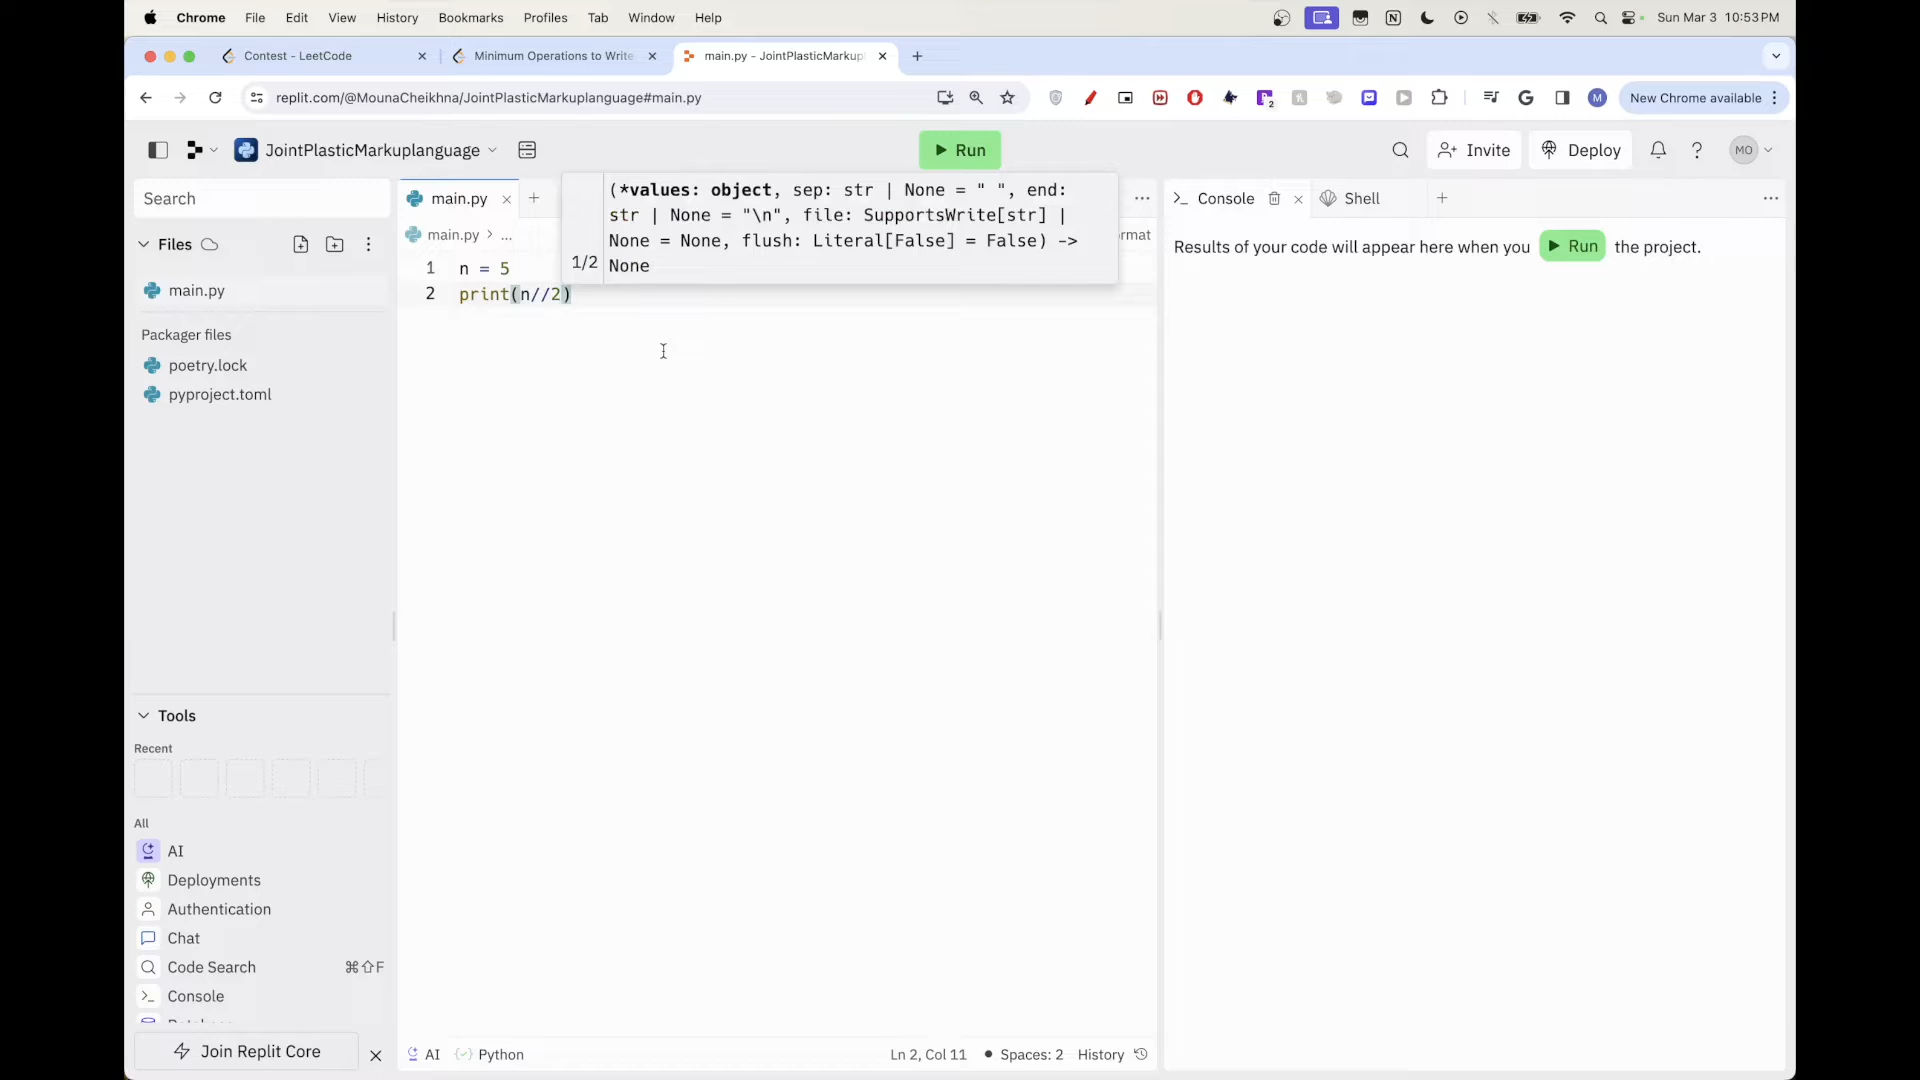 Chrome File Edit View History Bookmarks Profiles Tab Window Help Sun Mar 3 10:53 PM
Contest - LeetCode Minimum Operations to Write main.py - JointPlasticMarkup
replit.com/@MounaCheikhna/JointPlasticMarkuplanguage#main.py 2 G M New Chrome available
JointPlasticMarkuplanguage Run Invite Deploy ? MO
Search
Files
main.py
Packager files
poetry.lock
pyproject.toml
Tools
Recent
All
AI
Deployments
Authentication
Chat
Code Search ⌘⇧F
Console
Join Replit Core
main.py
main.py > ...
rmat
(*values: object, sep: str | None = " ", end:
str | None = "\n", file: SupportsWrite[str] |
None = None, flush: Literal[False] = False) ->
1/2 None
1 n = 5
2 print(n//2)
AI Python Ln 2, Col 11 Spaces: 2 History
Console Shell
Results of your code will appear here when you Run the project.